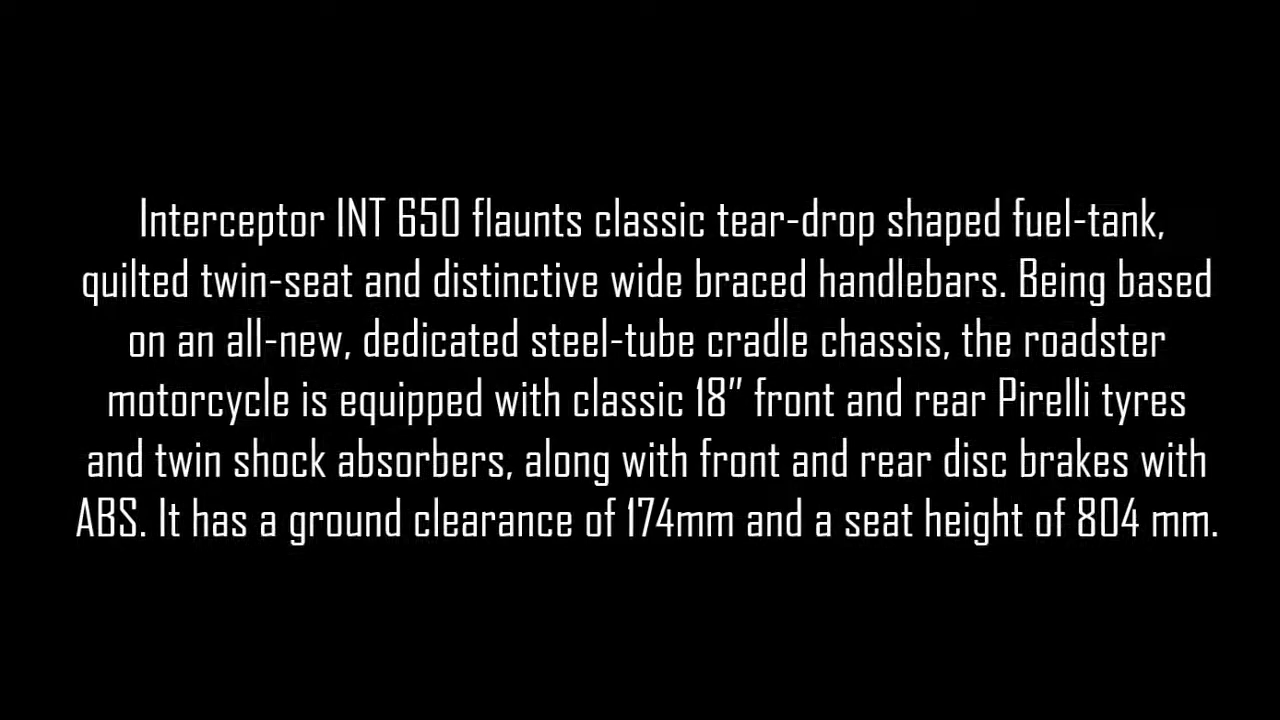 Interceptor INT 650 flaunts classic tear-drop shaped fuel-tank,
quilted twin-seat and distinctive wide braced handlebars. Being based
on an all-new, dedicated steel-tube cradle chassis, the roadster
motorcycle is equipped with classic 18" front and rear Pirelli tyres
and twin shock absorbers, along with front and rear disc brakes with
ABS. It has a ground clearance of 174mm and a seat height of 804 mm.